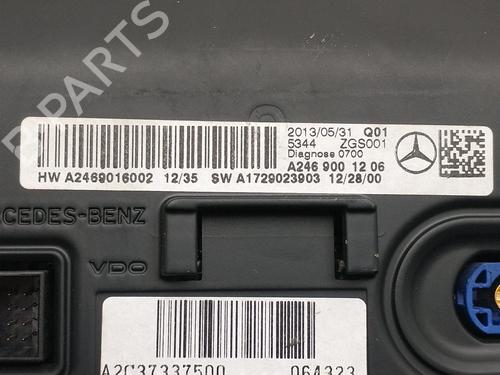 2013/05/31 Q01
5344 ZGS001
Diagnose 0700
A246 900 12 06
HW A2469016002 12/35 SW A1729023903 12/28/00
MERCEDES-BENZ
VDO
A2C37337500 064323
B-Parts